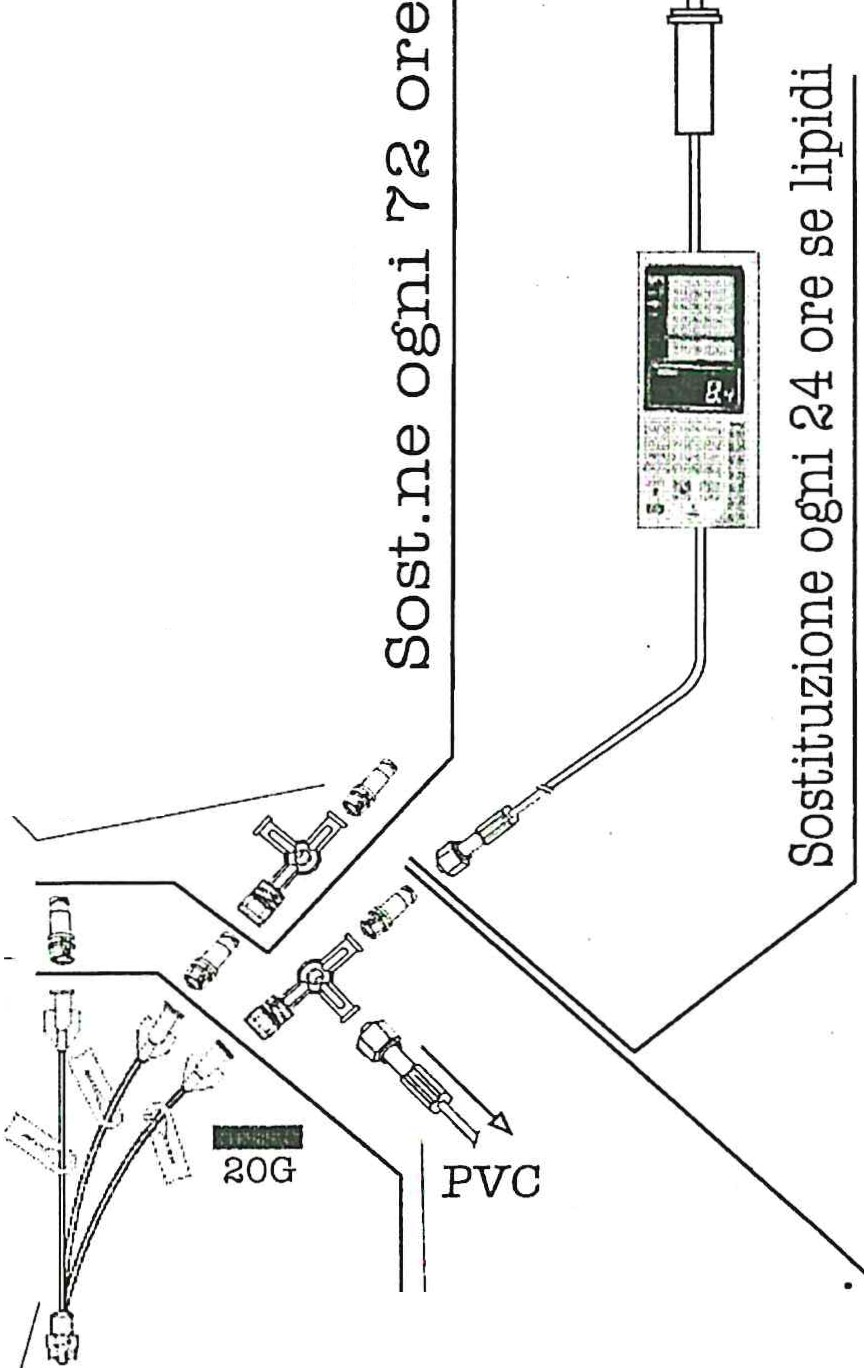 Sost.ne ogni 72 ore
Sostituzione ogni 24 ore se lipidi
20G
PVC